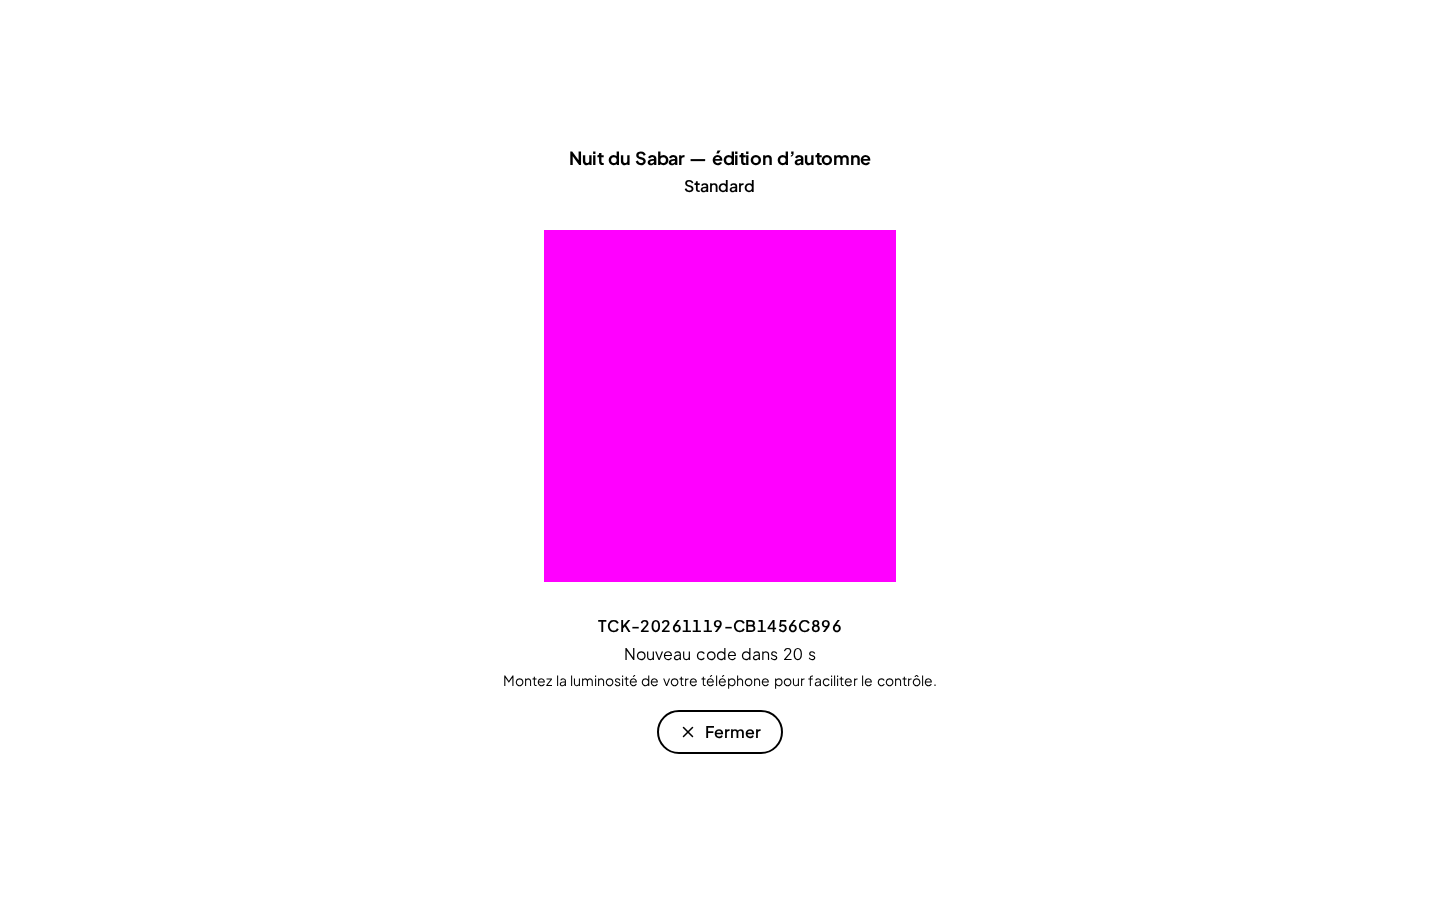 Nuit du Sabar — édition d’automne
Standard
TCK-20261119-CB1456C896
Nouveau code dans 20 s
Montez la luminosité de votre téléphone pour faciliter le contrôle.
Fermer